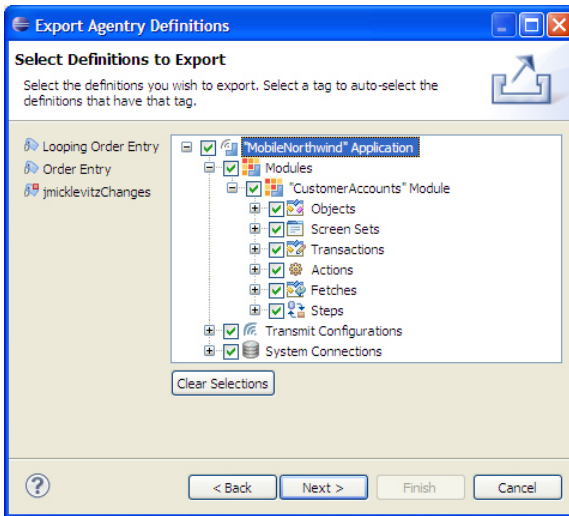 Export Agentry Definitions
Select Definitions to Export
Select the definitions you wish to export. Select a tag to auto-select the
definitions that have that tag.
Looping Order Entry
Order Entry
jmicklevitzChanges
"MobileNorthwind" Application
Modules
"CustomerAccounts" Module
Objects
Screen Sets
Transactions
Actions
Fetches
Steps
Transmit Configurations
System Connections
Clear Selections
?
< Back
Next >
Finish
Cancel